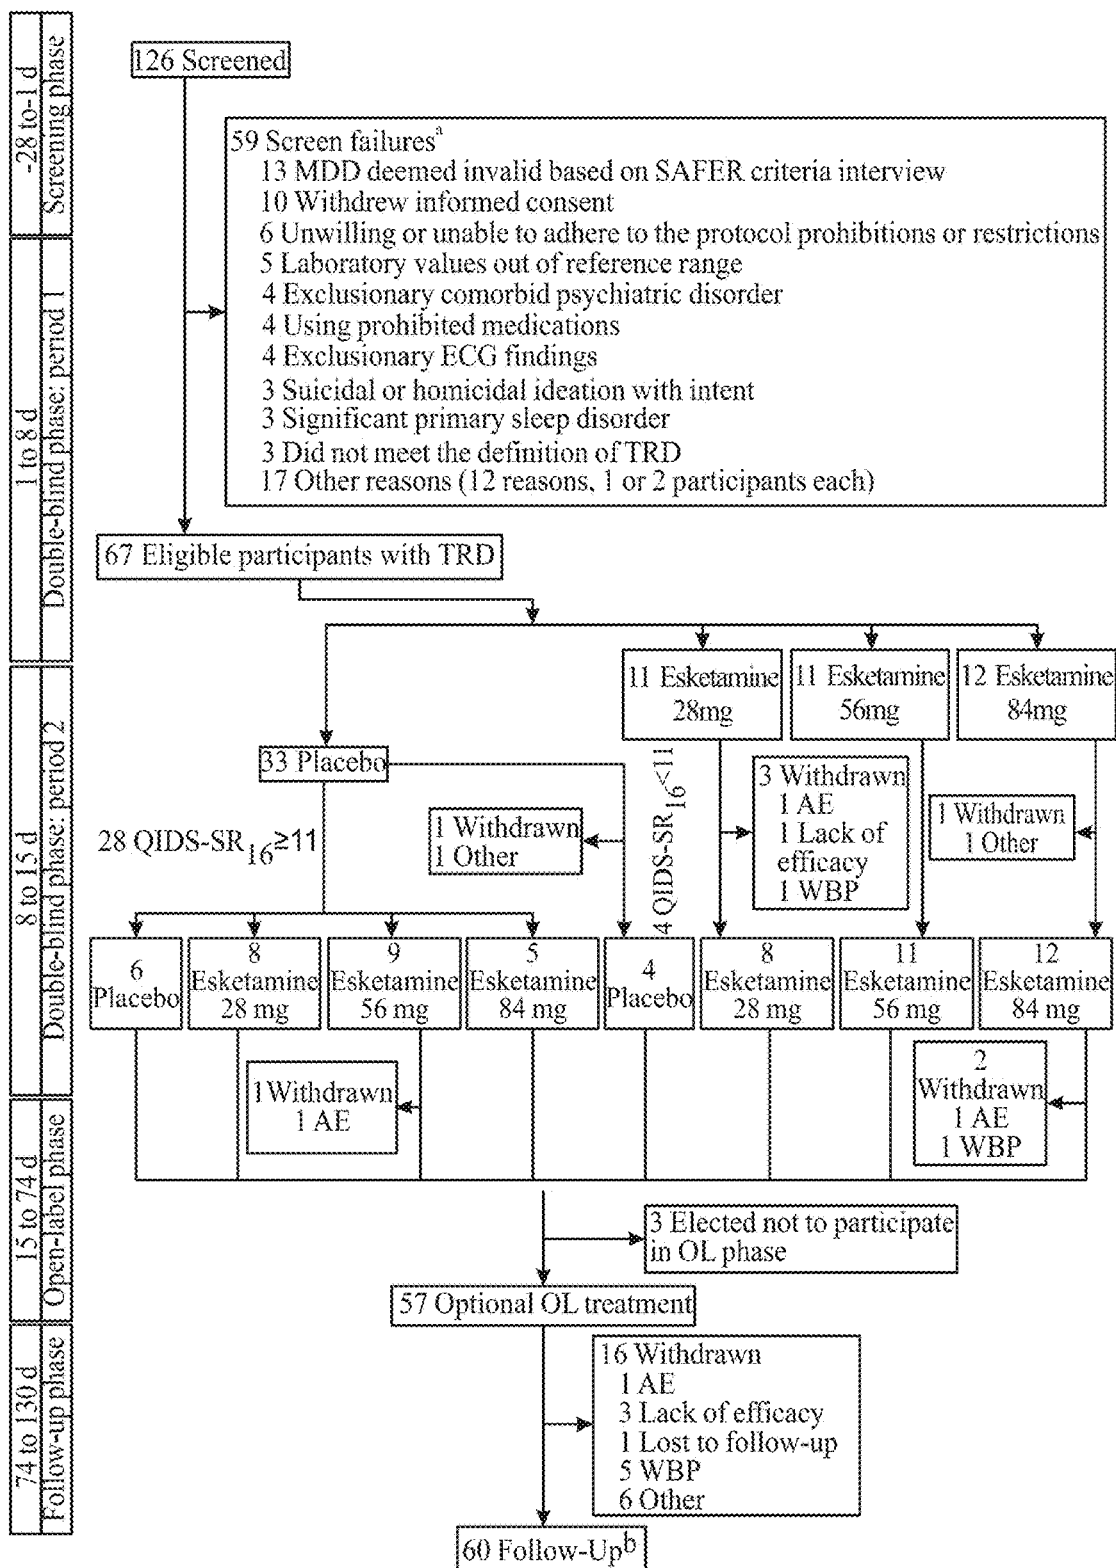 -28 to-1 d
Screening phase
1 to 8 d
Double-blind phase: period 1
8 to 15 d
Double-blind phase: period 2
15 to 74 d
Open-label phase
74 to 130 d
Follow-up phase
126 Screened
59 Screen failuresᵃ
13 MDD deemed invalid based on SAFER criteria interview
10 Withdrew informed consent
6 Unwilling or unable to adhere to the protocol prohibitions or restrictions
5 Laboratory values out of reference range
4 Exclusionary comorbid psychiatric disorder
4 Using prohibited medications
4 Exclusionary ECG findings
3 Suicidal or homicidal ideation with intent
3 Significant primary sleep disorder
3 Did not meet the definition of TRD
17 Other reasons (12 reasons, 1 or 2 participants each)
67 Eligible participants with TRD
11 Esketamine
28mg
11 Esketamine
56mg
12 Esketamine
84mg
33 Placebo
28 QIDS-SR₁₆≥11
1 Withdrawn
1 Other
4 QIDS-SR₁₆<11
3 Withdrawn
1 AE
1 Lack of
efficacy
1 WBP
1 Withdrawn
1 Other
6
Placebo
8
Esketamine
28 mg
9
Esketamine
56 mg
5
Esketamine
84 mg
4
Placebo
8
Esketamine
28 mg
11
Esketamine
56 mg
12
Esketamine
84 mg
1Withdrawn
1 AE
2
Withdrawn
1 AE
1 WBP
3 Elected not to participate
in OL phase
57 Optional OL treatment
16 Withdrawn
1 AE
3 Lack of efficacy
1 Lost to follow-up
5 WBP
6 Other
60 Follow-Upᵇ